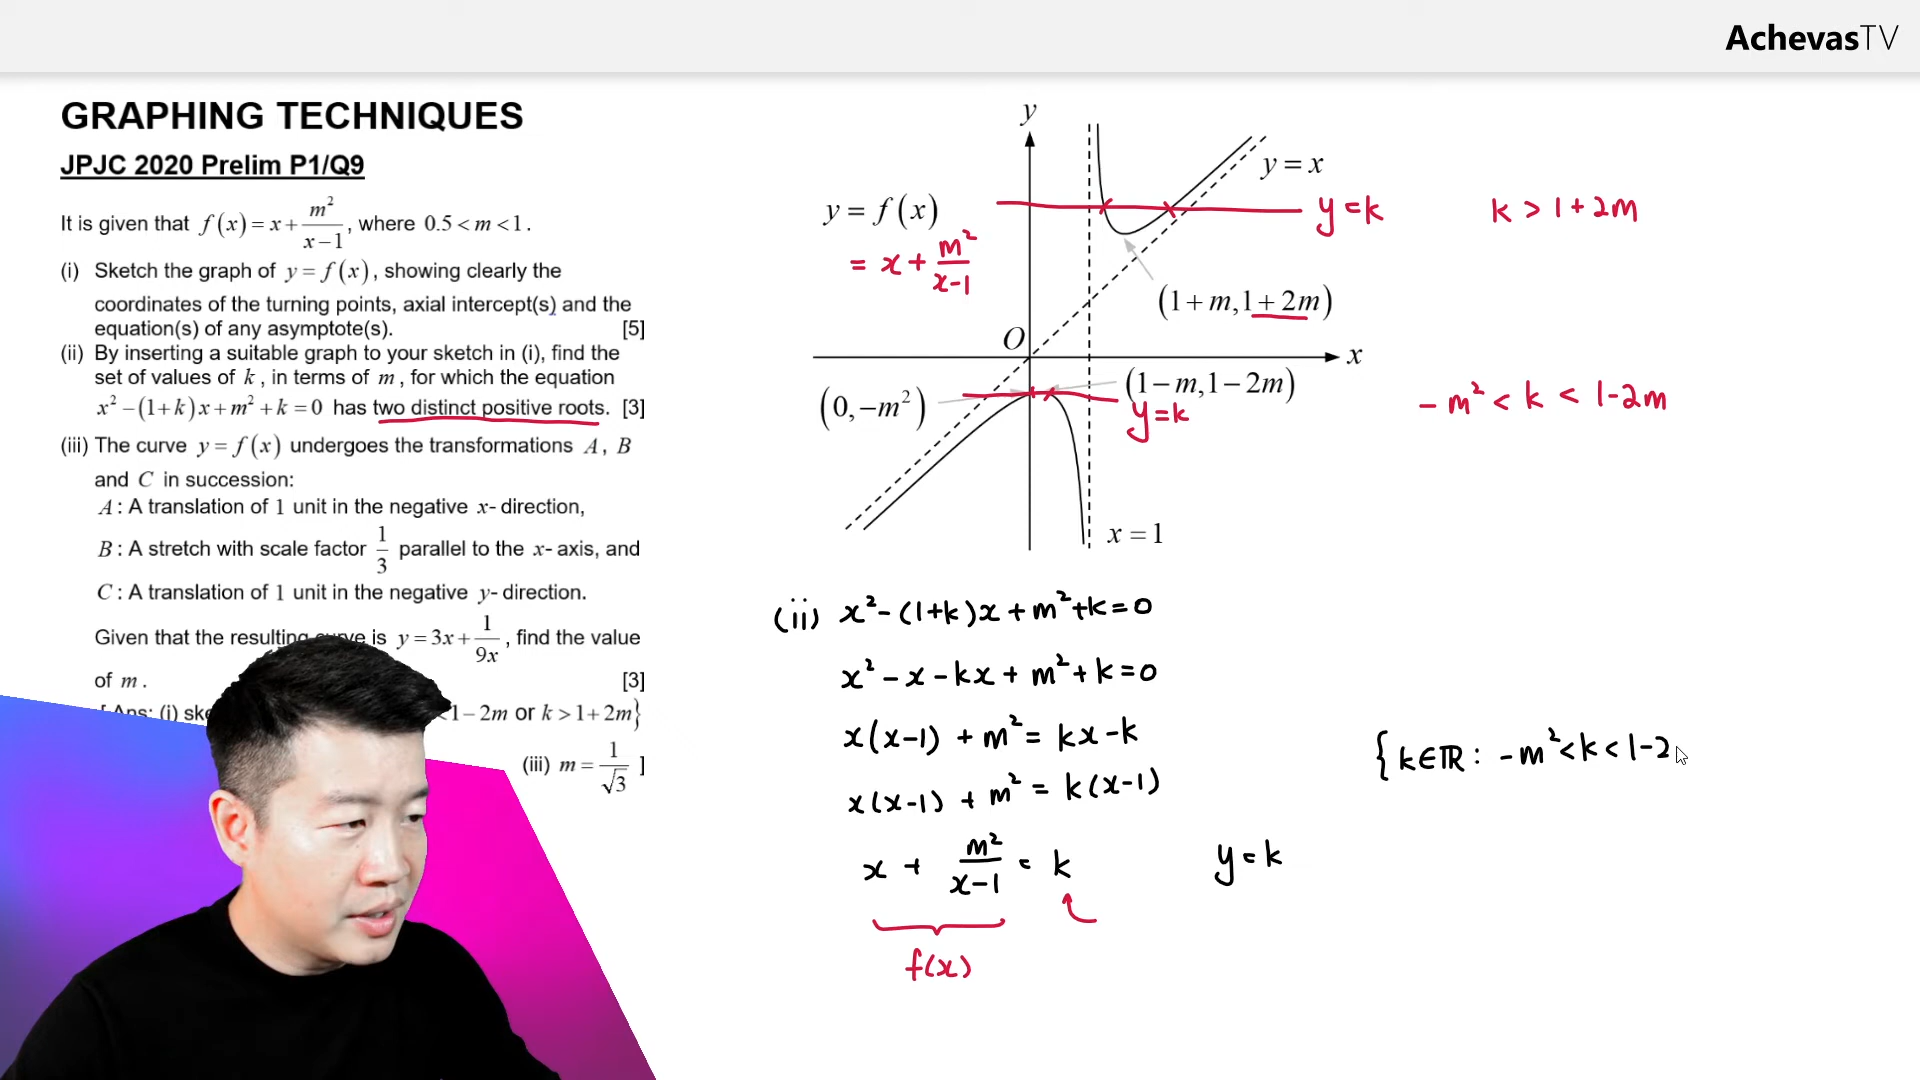 AchevasTV
GRAPHING TECHNIQUES
JPJC 2020 Prelim P1/Q9
It is given that f(x) = x + m²/(x−1), where 0.5 < m < 1.
(i) Sketch the graph of y = f(x), showing clearly the
coordinates of the turning points, axial intercept(s) and the
equation(s) of any asymptote(s). [5]
(ii) By inserting a suitable graph to your sketch in (i), find the
set of values of k, in terms of m, for which the equation
x² −(1+k)x + m² + k = 0 has two distinct positive roots. [3]
(iii) The curve y = f(x) undergoes the transformations A, B
and C in succession:
A: A translation of 1 unit in the negative x- direction,
B: A stretch with scale factor 1/3 parallel to the x- axis, and
C: A translation of 1 unit in the negative y- direction.
Given that the resulting curve is y = 3x + 1/(9x), find the value
of m. [3]
[ Ans: (i) 1−2m or k > 1+2m}
(iii) m = 1/√3 ]
y
y = x
y = f(x)
= x + m²/(x−1)
y = k
k > 1+2m
(1+m, 1+2m)
O
x
(0, −m²)
(1−m, 1−2m)
y = k
−m² < k < 1−2m
x = 1
(ii) x² − (1+k)x + m² + k = 0
x² − x − kx + m² + k = 0
x(x−1) + m² = kx − k
x(x−1) + m² = k(x−1)
x + m²/(x−1) = k
f(x)
y = k
{k∈ℝ : −m² < k < 1−2